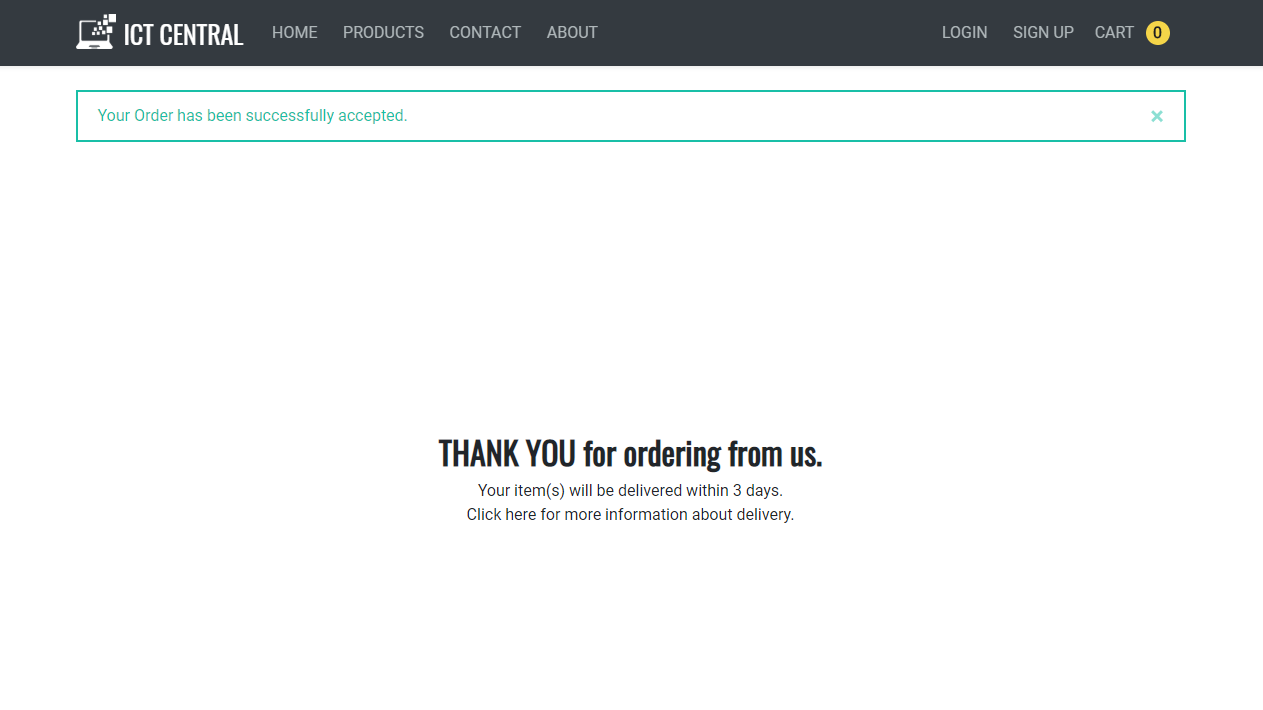 ICT CENTRAL HOME PRODUCTS CONTACT ABOUT LOGIN SIGN UP CART 0
Your Order has been successfully accepted. ×
THANK YOU for ordering from us.
Your item(s) will be delivered within 3 days.
Click here for more information about delivery.